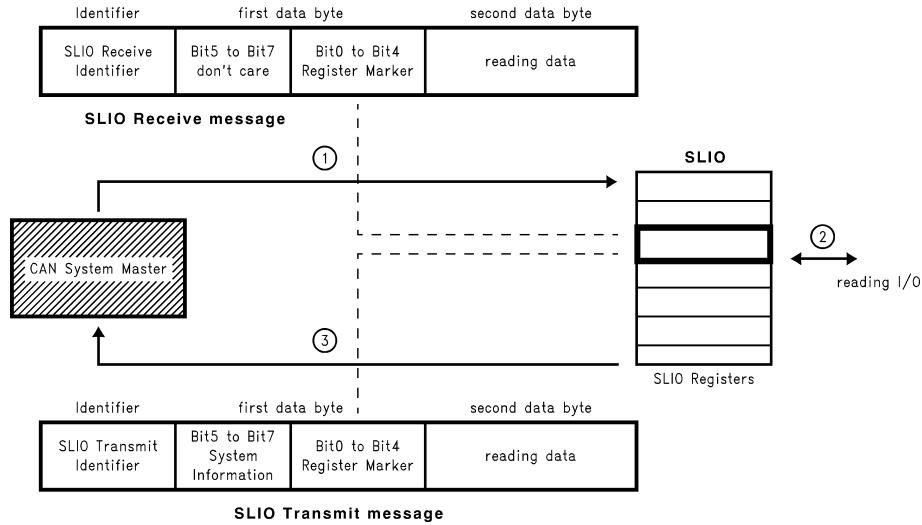 Identifier first data byte second data byte
SLIO Receive Bit5 to Bit7 Bit0 to Bit4 reading data
Identifier don't care Register Marker
SLIO Receive message
1
SLIO
CAN System Master
2
reading I/O
3
SLIO Registers
Identifier first data byte second data byte
SLIO Transmit Bit5 to Bit7 Bit0 to Bit4 reading data
Identifier System Register Marker
Information
SLIO Transmit message